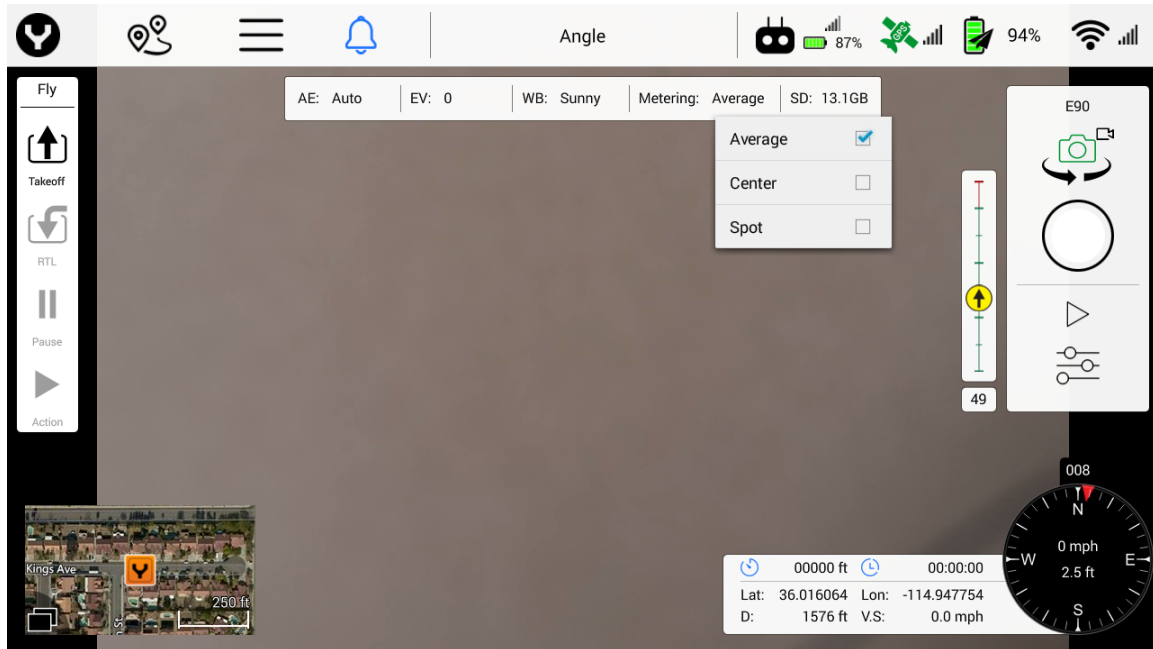 Angle
GPS
87%
94%
Fly
AE: Auto EV: 0 WB: Sunny Metering: Average SD: 13.1GB
E90
Average
Center
Spot
Takeoff
RTL
Pause
Action
49
008
N
W E
S
0 mph
2.5 ft
Kings Ave
St
250 ft
00000 ft 00:00:00
Lat: 36.016064 Lon: -114.947754
D: 1576 ft V.S: 0.0 mph